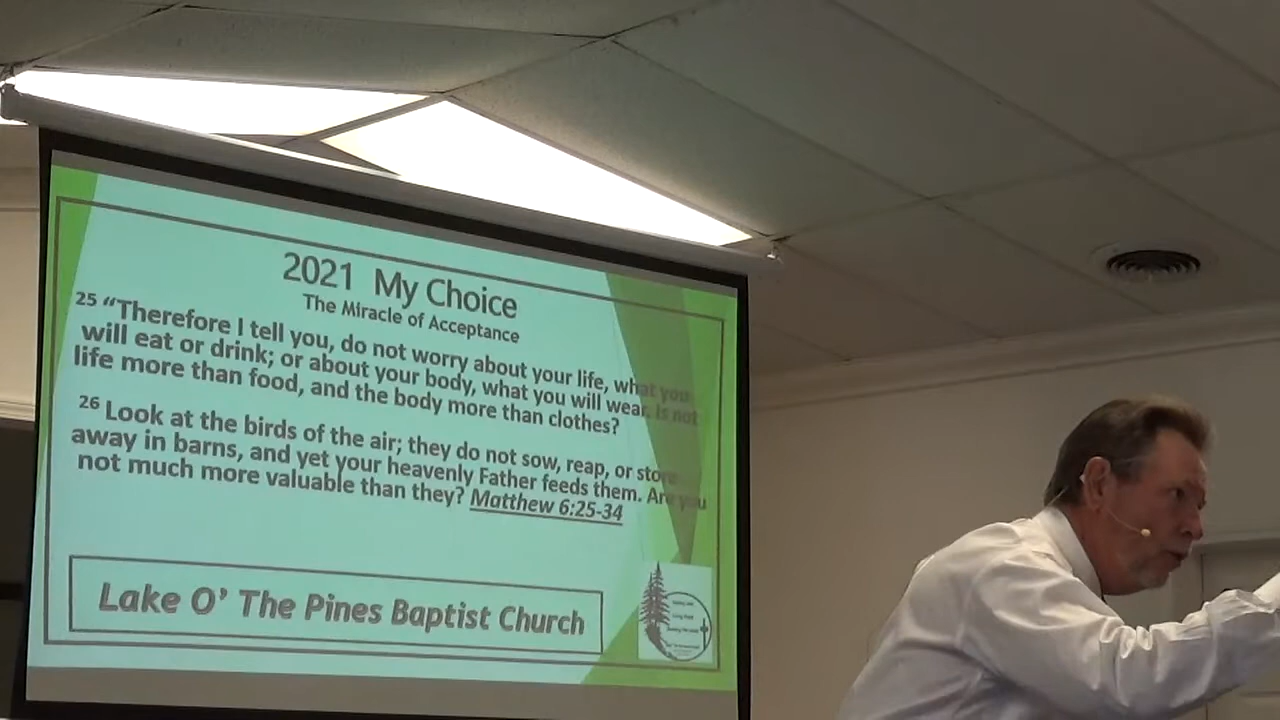 2021 My Choice
The Miracle of Acceptance
25 “Therefore I tell you, do not worry about your life, what you
will eat or drink; or about your body, what you will wear. Is not
life more than food, and the body more than clothes?
26 Look at the birds of the air; they do not sow, reap, or store
away in barns, and yet your heavenly Father feeds them. Are you
not much more valuable than they? Matthew 6:25-34
Lake O’ The Pines Baptist Church